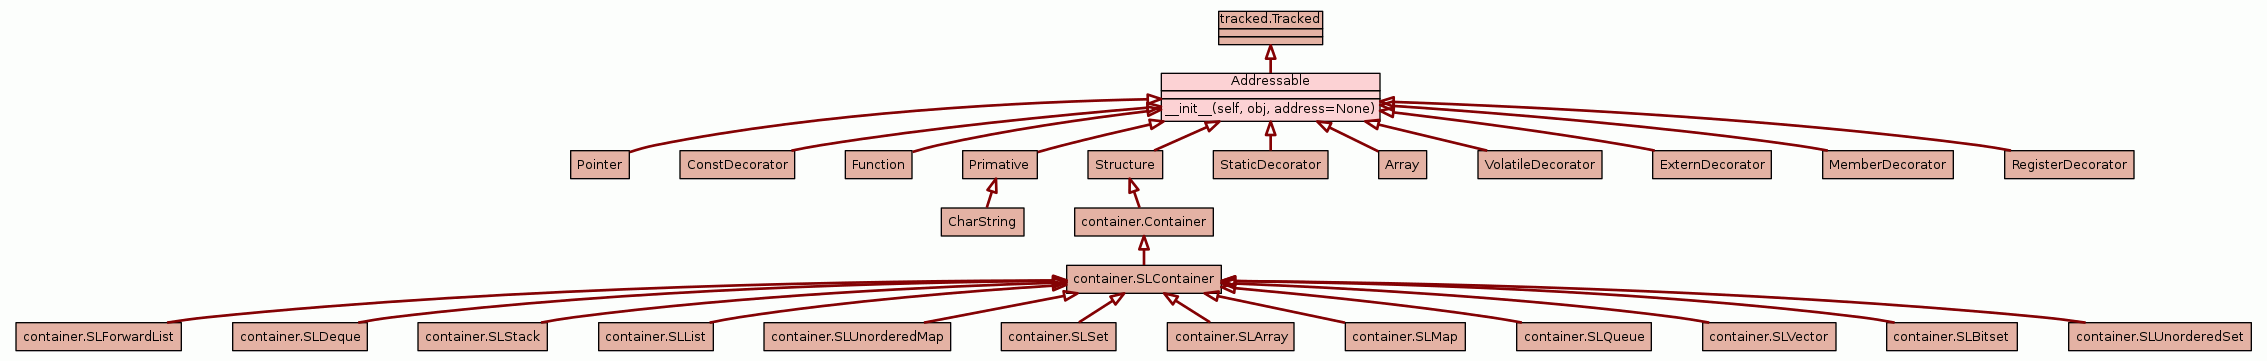 tracked.Tracked
Addressable
__init__(self, obj, address=None)
Pointer
ConstDecorator
Function
Primative
Structure
StaticDecorator
Array
VolatileDecorator
ExternDecorator
MemberDecorator
RegisterDecorator
CharString
container.Container
container.SLContainer
container.SLForwardList
container.SLDeque
container.SLStack
container.SLList
container.SLUnorderedMap
container.SLSet
container.SLArray
container.SLMap
container.SLQueue
container.SLVector
container.SLBitset
container.SLUnorderedSet